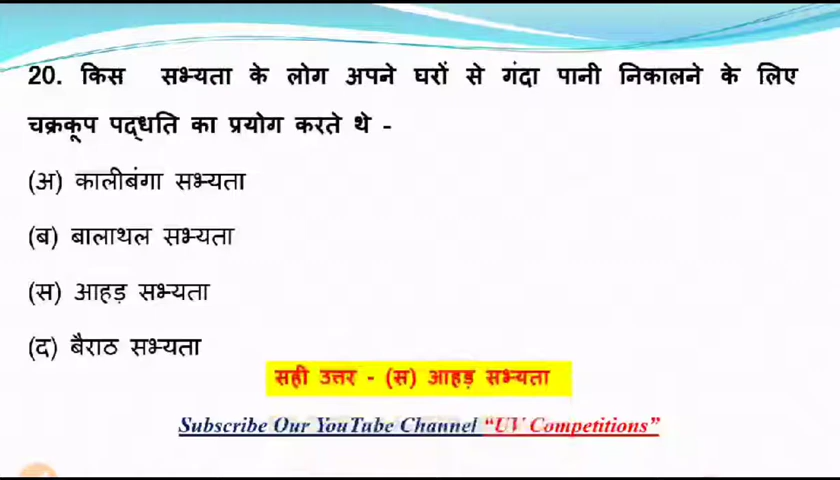 20. किस सभ्यता के लोग अपने घरों से गंदा पानी निकालने के लिए
चक्रकूप पद्धति का प्रयोग करते थे -
(अ) कालीबंगा सभ्यता
(ब) बालाथल सभ्यता
(स) आहड़ सभ्यता
(द) बैराठ सभ्यता
सही उत्तर - (स) आहड़ सभ्यता
Subscribe Our YouTube Channel “UV Competitions”